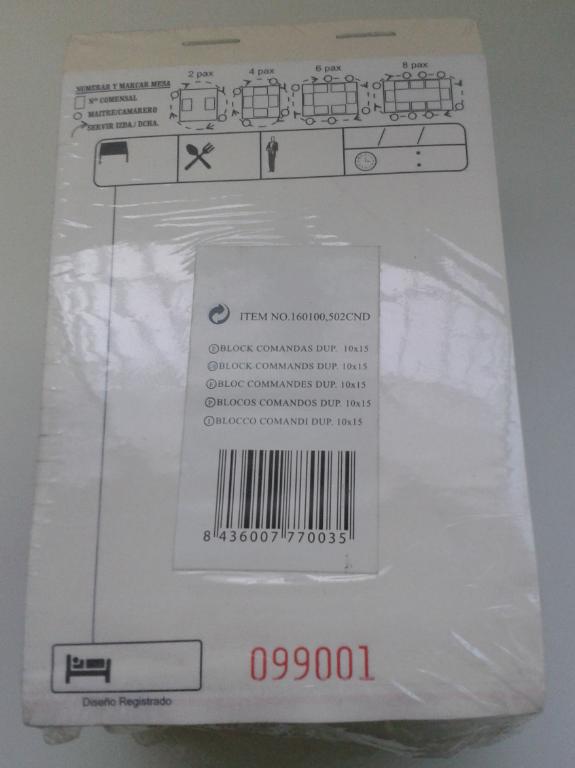 2 pax 4 pax 6 pax 8 pax
NUMERAR Y MARCAR MESA
Nº COMENSAL
MAITRE/CAMARERO
SERVIR IZDA / DCHA.
/ /
:
ITEM NO.160100,502CND
Ⓔ BLOCK COMANDAS DUP. 10x15
BLOCK COMMANDS DUP. 10x15
Ⓕ BLOC COMMANDES DUP. 10x15
Ⓟ BLOCOS COMANDOS DUP. 10x15
Ⓘ BLOCCO COMANDI DUP. 10x15
8 436007 770035
099001
Diseño Registrado